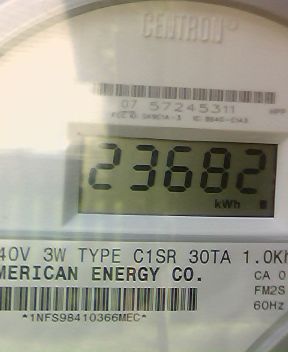 CENTRON
07 57245311
23682
kWh
40V 3W TYPE C1SR 30TA 1.0Kh
MERICAN ENERGY CO.
CA 0
FM2S
60Hz
*1NFS98410366MEC*